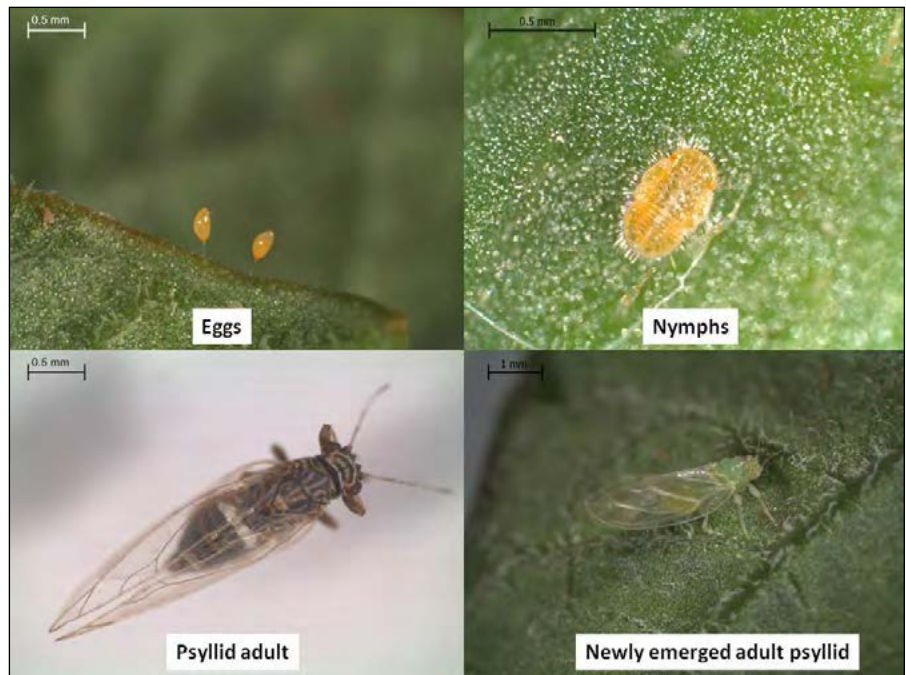 0.5 mm
0.5 mm
Eggs
Nymphs
0.5 mm
1 mm
Psyllid adult
Newly emerged adult psyllid